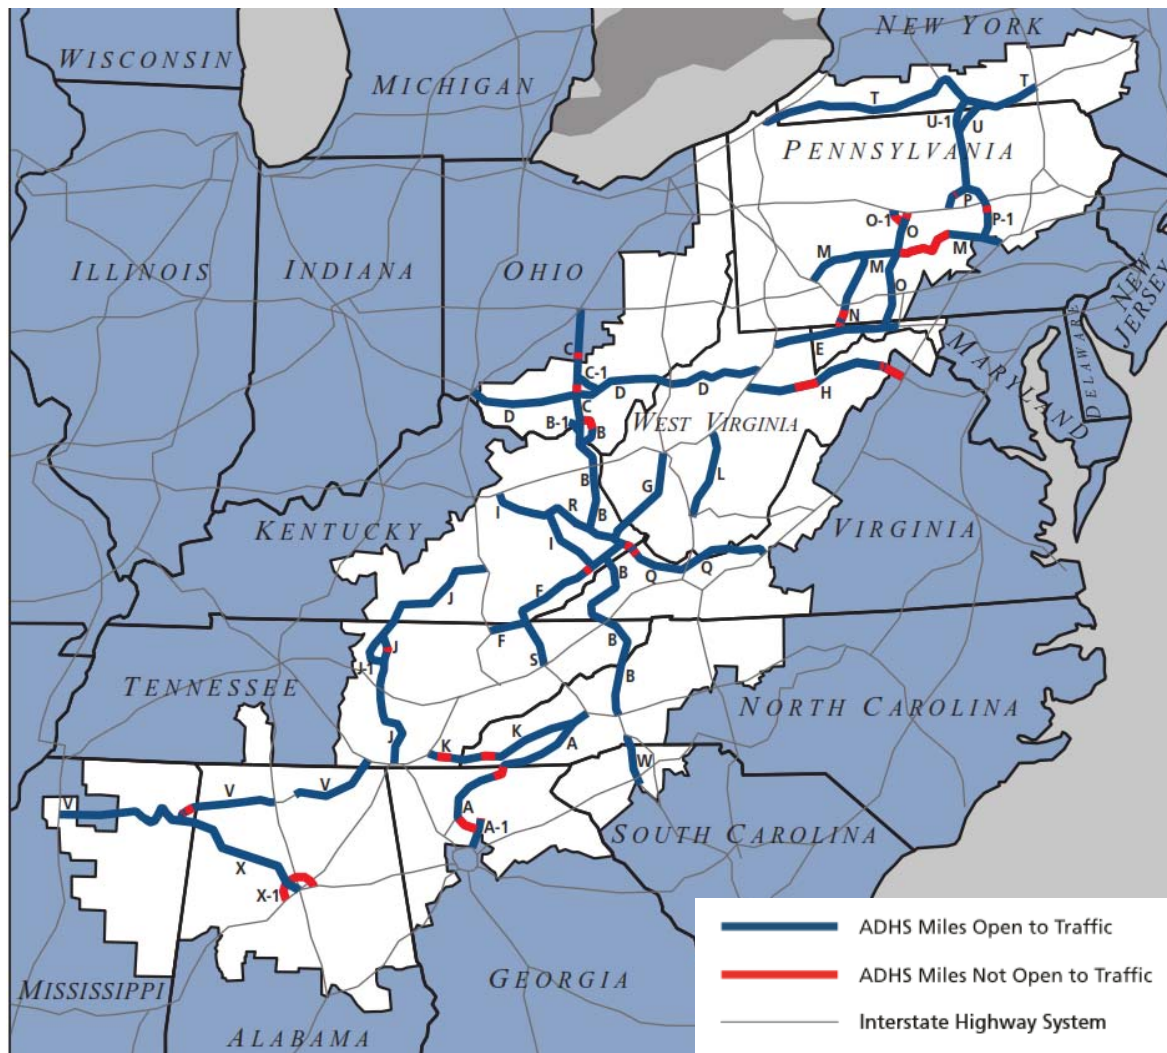 NEW YORK
WISCONSIN
MICHIGAN
T
T
U-1
U
PENNSYLVANIA
P
O-1
O
P-1
M
M
M
ILLINOIS
INDIANA
OHIO
O
NEW
JERSEY
N
E
C
MARYLAND
DELAWARE
C-1
D
D
H
D
C
B-1
B
WEST VIRGINIA
B
G
L
I
R
B
KENTUCKY
VIRGINIA
I
B
Q
Q
F
J
F
B
J
S
J-1
B
TENNESSEE
NORTH CAROLINA
K
K
A
J
W
V
V
V
A
A-1
SOUTH CAROLINA
X
X-1
MISSISSIPPI
GEORGIA
ALABAMA
ADHS Miles Open to Traffic
ADHS Miles Not Open to Traffic
Interstate Highway System